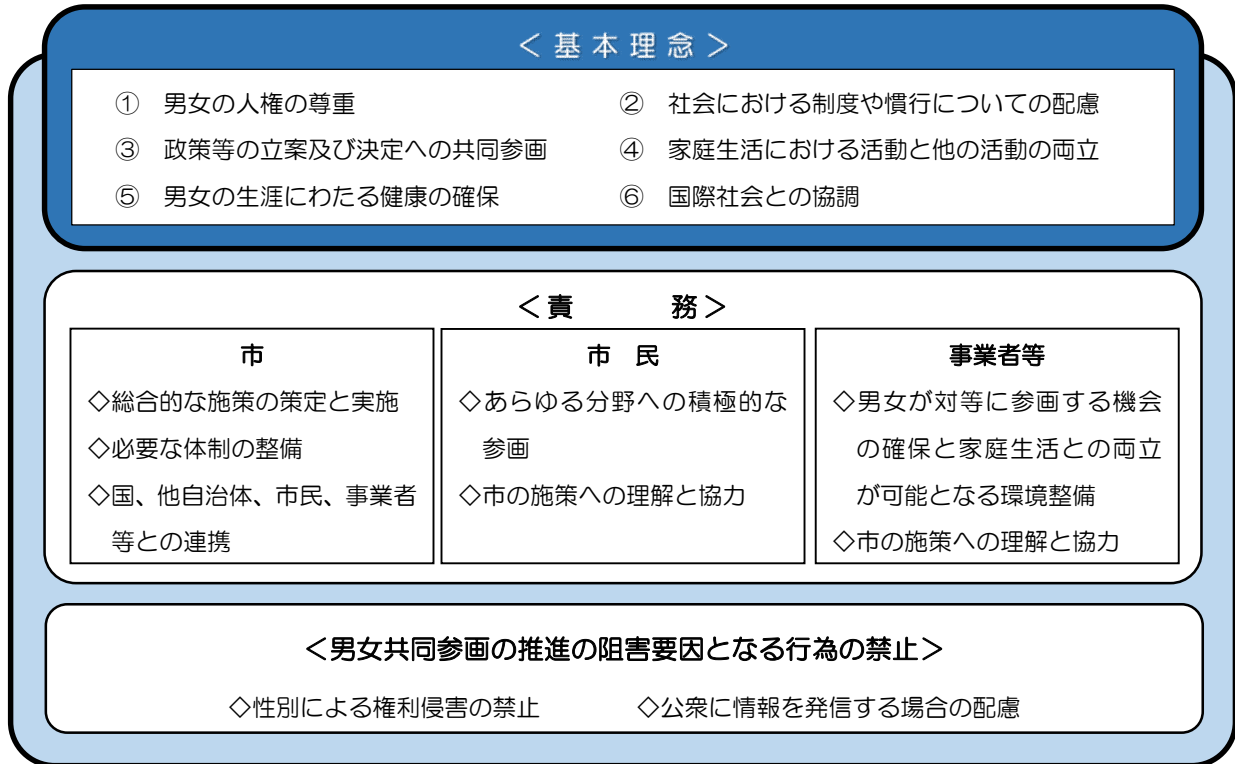 ＜基本理念＞
① 男女の人権の尊重
② 社会における制度や慣行についての配慮
③ 政策等の立案及び決定への共同参画
④ 家庭生活における活動と他の活動の両立
⑤ 男女の生涯にわたる健康の確保
⑥ 国際社会との協調
＜責　　務＞
市
◇総合的な施策の策定と実施
◇必要な体制の整備
◇国、他自治体、市民、事業者
等との連携
市　民
◇あらゆる分野への積極的な
参画
◇市の施策への理解と協力
事業者等
◇男女が対等に参画する機会
の確保と家庭生活との両立
が可能となる環境整備
◇市の施策への理解と協力
＜男女共同参画の推進の阻害要因となる行為の禁止＞
◇性別による権利侵害の禁止
◇公衆に情報を発信する場合の配慮